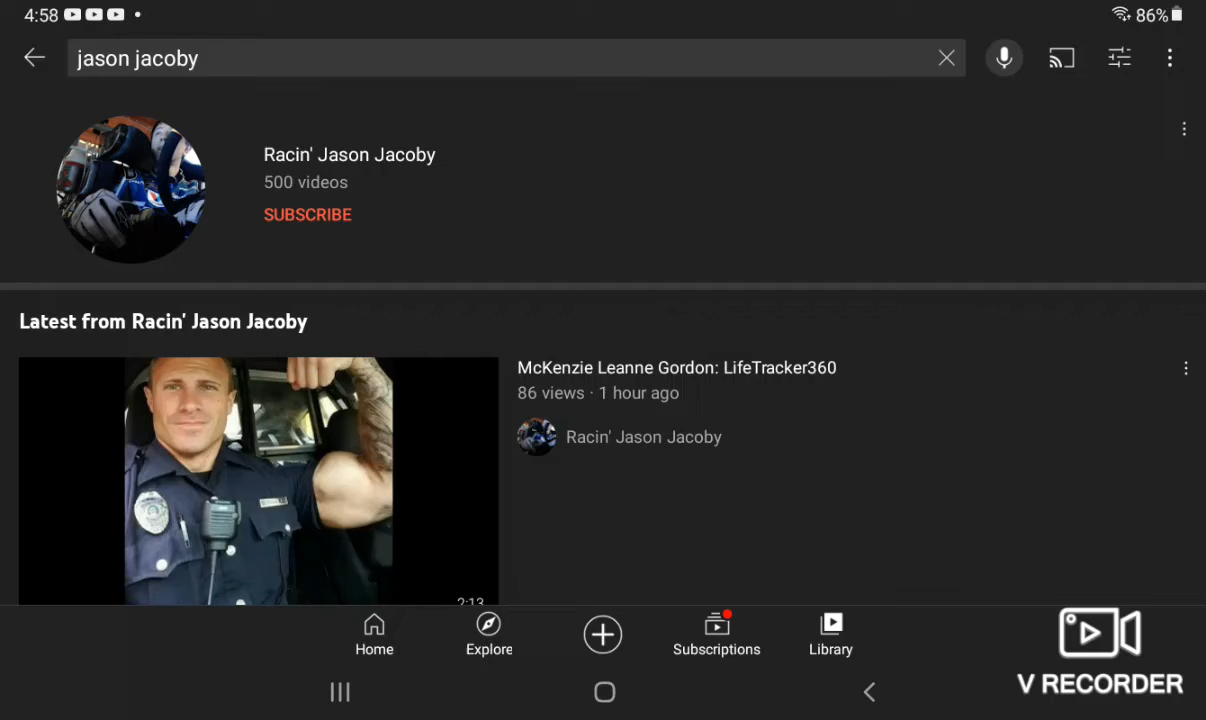 4:58
86%
jason jacoby
Racin' Jason Jacoby
500 videos
SUBSCRIBE
Latest from Racin' Jason Jacoby
McKenzie Leanne Gordon: LifeTracker360
86 views · 1 hour ago
Racin' Jason Jacoby
2:13
Home
Explore
Subscriptions
Library
V RECORDER